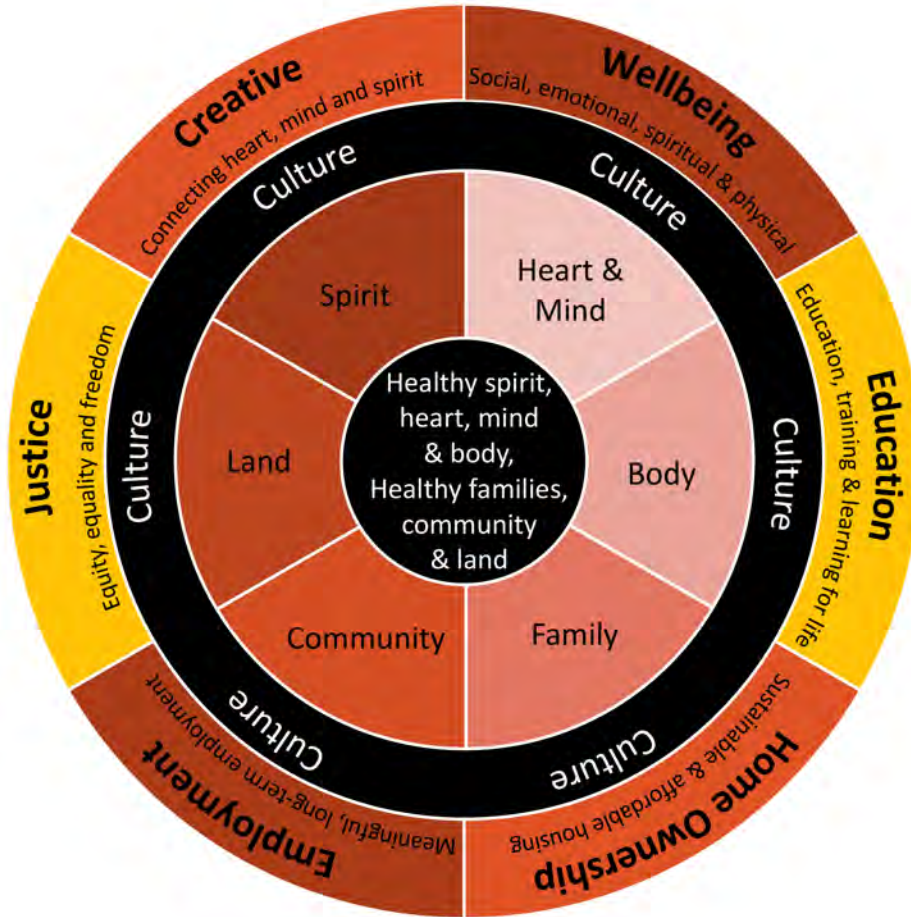 Creative
Connecting heart, mind and spirit
Wellbeing
Social, emotional, spiritual & physical
Education
Education, training & learning for life
Home Ownership
Sustainable & affordable housing
Employment
Meaningful, long-term employment
Justice
Equity, equality and freedom
Culture
Culture
Culture
Culture
Culture
Culture
Spirit
Heart &
Mind
Body
Family
Community
Land
Healthy spirit,
heart, mind
& body,
Healthy families,
community
& land